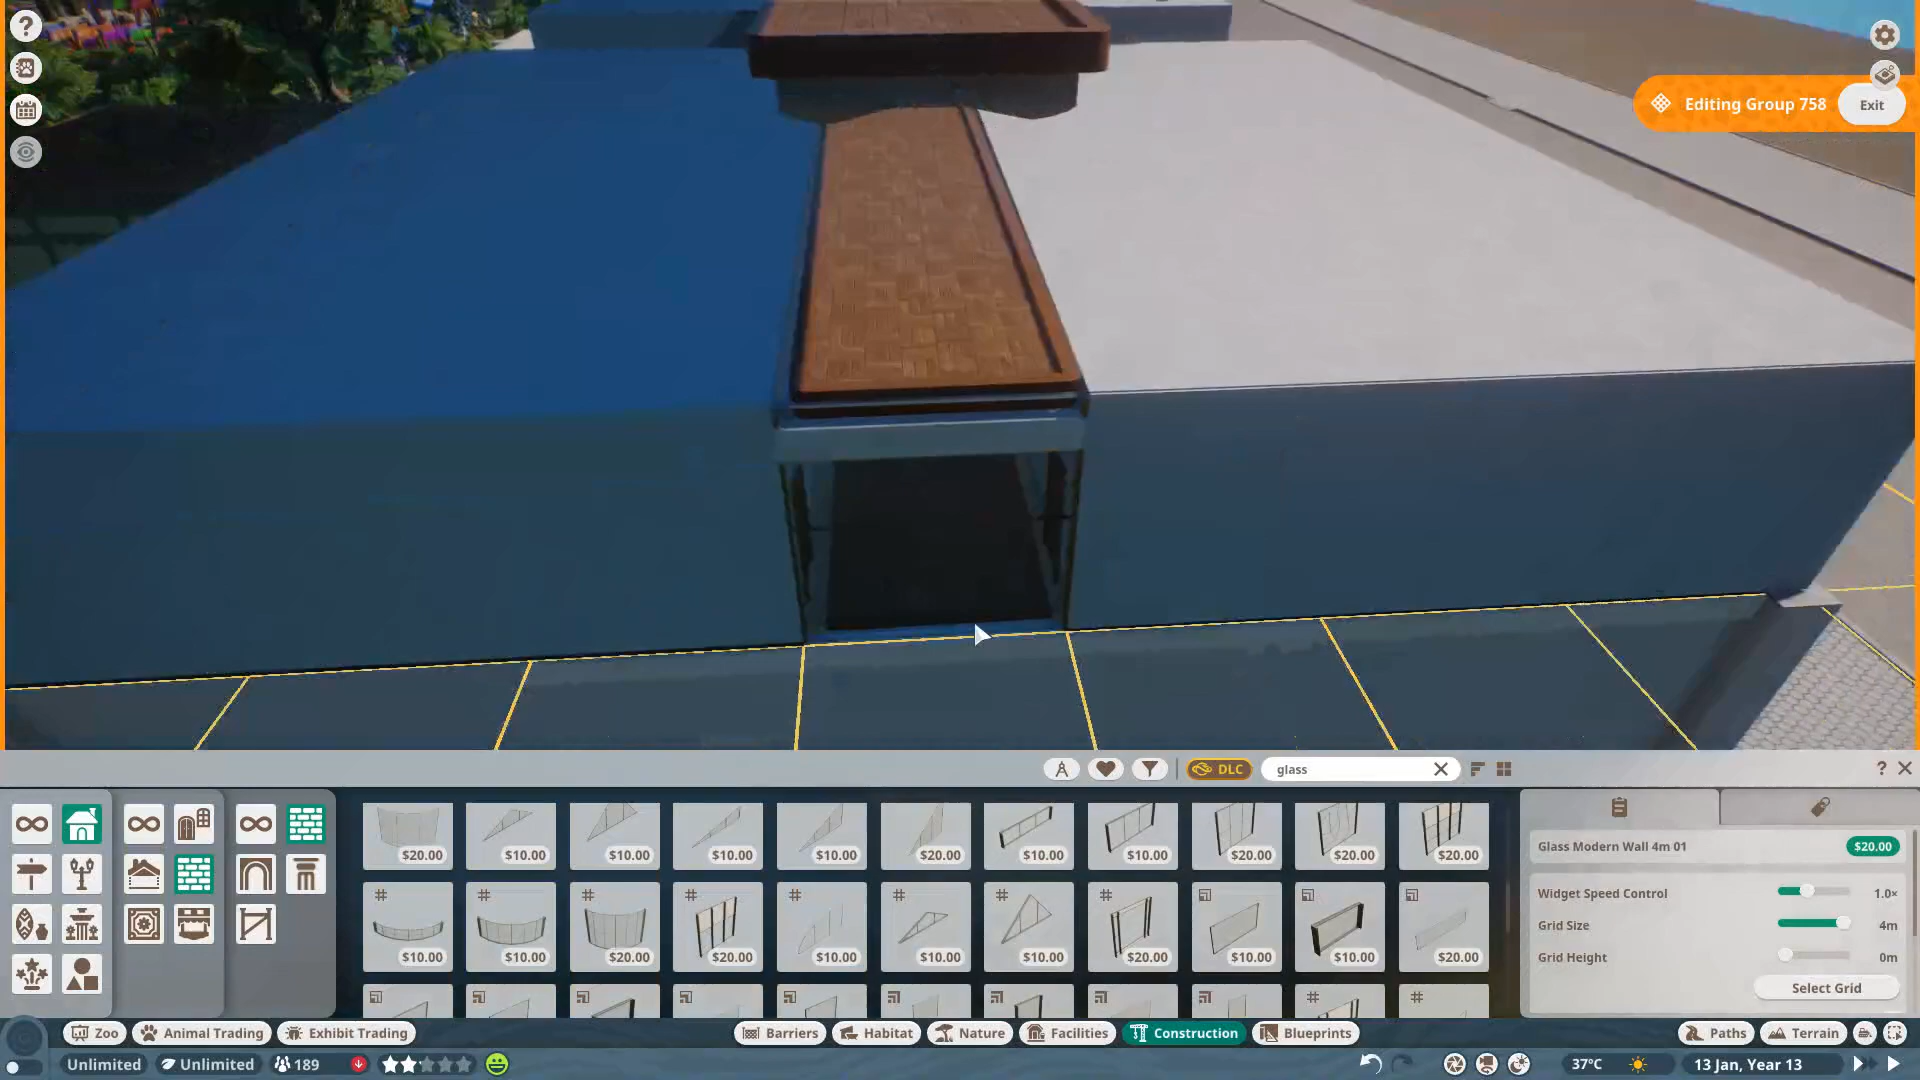 Editing Group 758
Exit
DLC
glass
$20.00 $10.00 $10.00 $10.00 $10.00 $20.00 $10.00 $10.00 $20.00 $20.00 $20.00
$10.00 $10.00 $20.00 $20.00 $10.00 $10.00 $10.00 $20.00 $10.00 $10.00 $20.00
Glass Modern Wall 4m 01 $20.00
Widget Speed Control 1.0×
Grid Size 4m
Grid Height 0m
Select Grid
Zoo Animal Trading Exhibit Trading Barriers Habitat Nature Facilities Construction Blueprints Paths Terrain
Unlimited Unlimited 189 37°C 13 Jan, Year 13